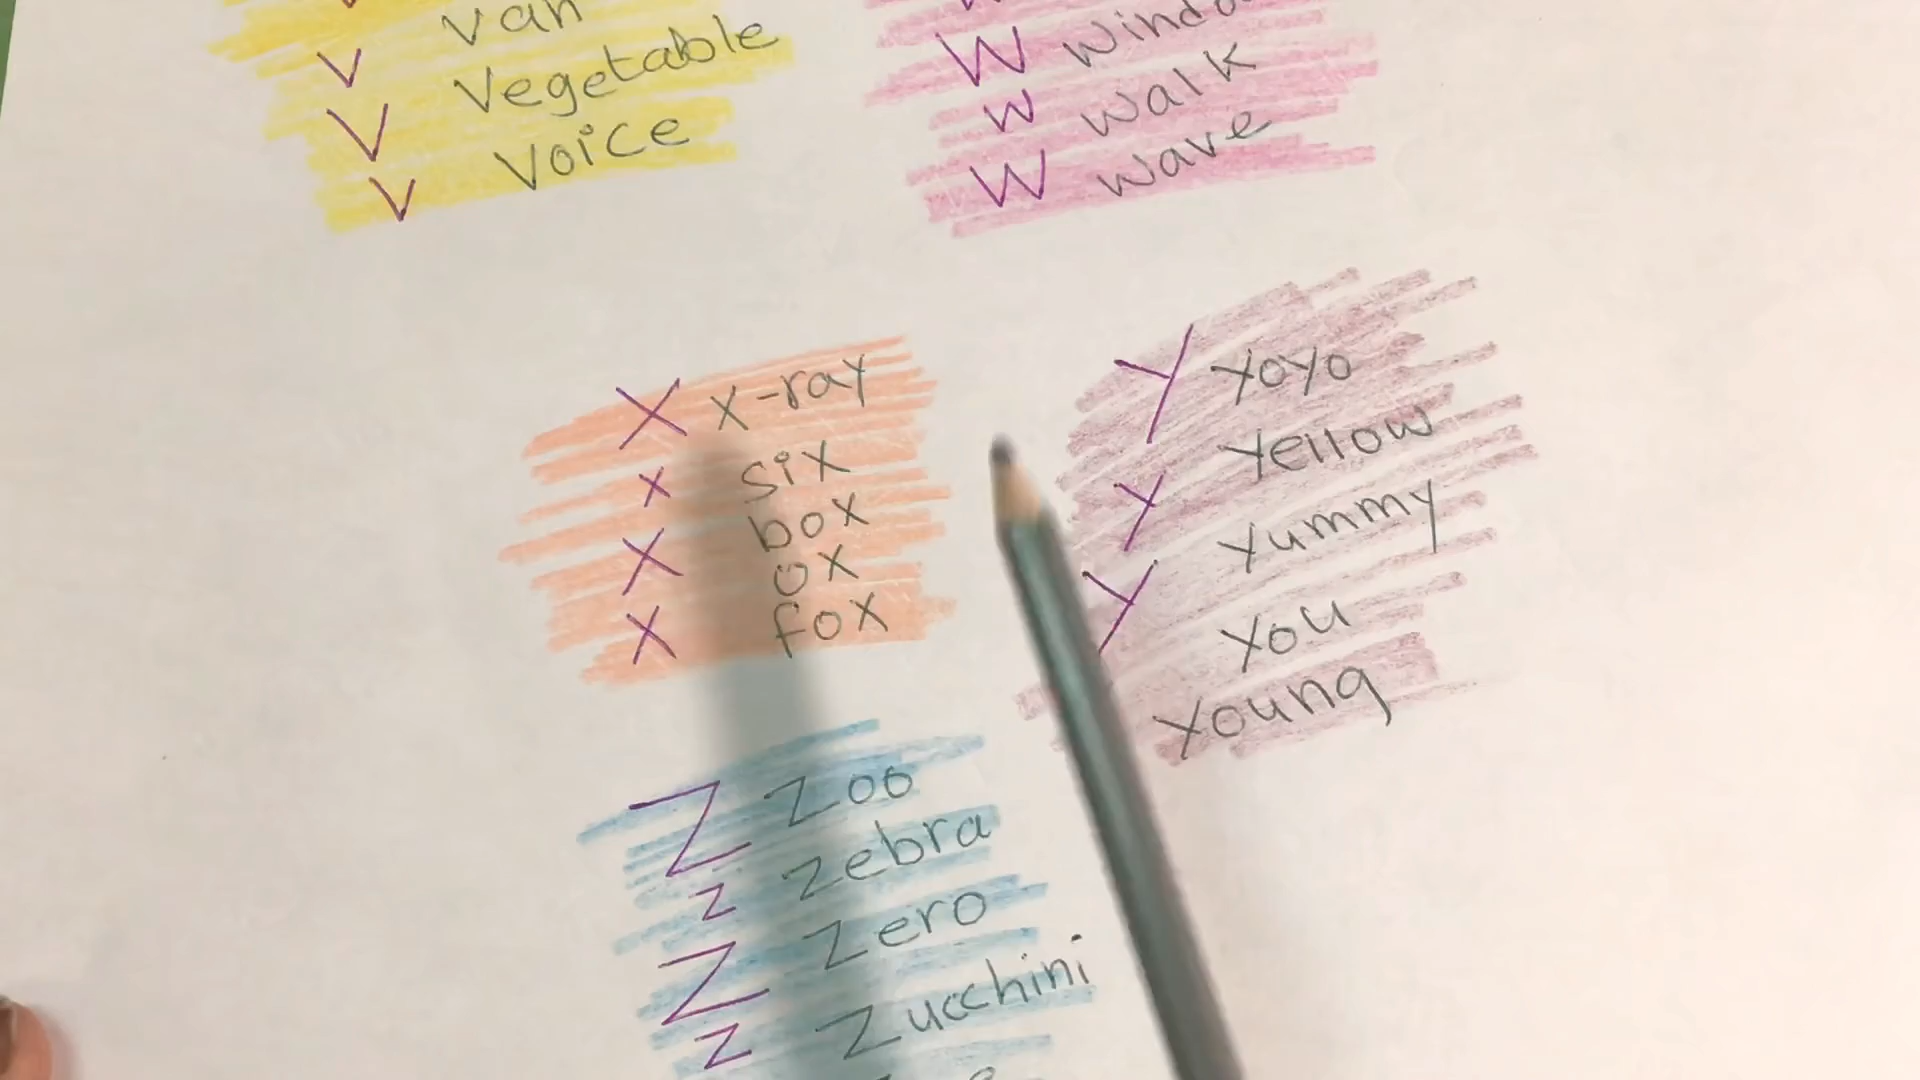 V van
V vegetable
V voice
V
W window
W walk
W wave
X x-ray
x six
X box
ox
X fox
Y yoyo
yellow
Y yummy
Y you
young
Z zoo
z zebra
Z zero
z zucchini